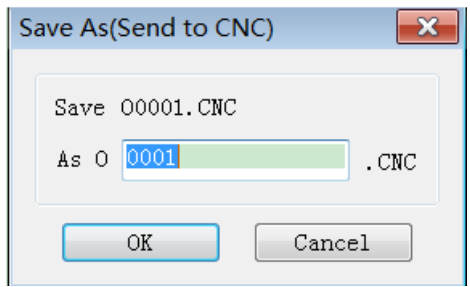 Save As(Send to CNC)
Save O0001.CNC
As O 0001 .CNC
OK Cancel